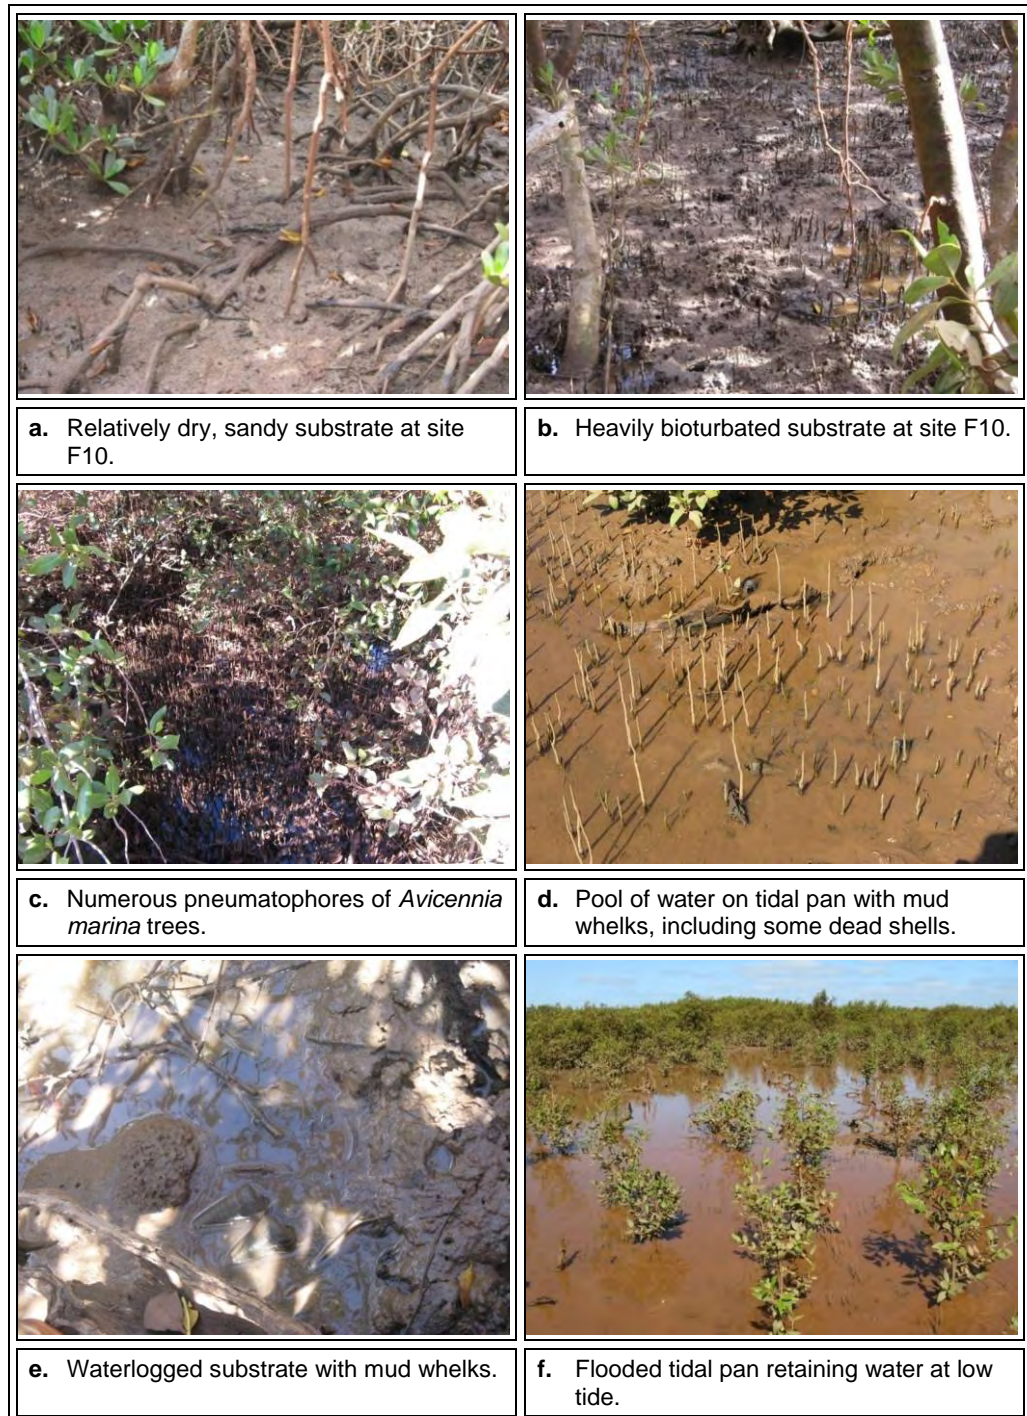 a. Relatively dry, sandy substrate at site
F10.
b. Heavily bioturbated substrate at site F10.
c. Numerous pneumatophores of Avicennia
marina trees.
d. Pool of water on tidal pan with mud
whelks, including some dead shells.
e. Waterlogged substrate with mud whelks.
f. Flooded tidal pan retaining water at low
tide.